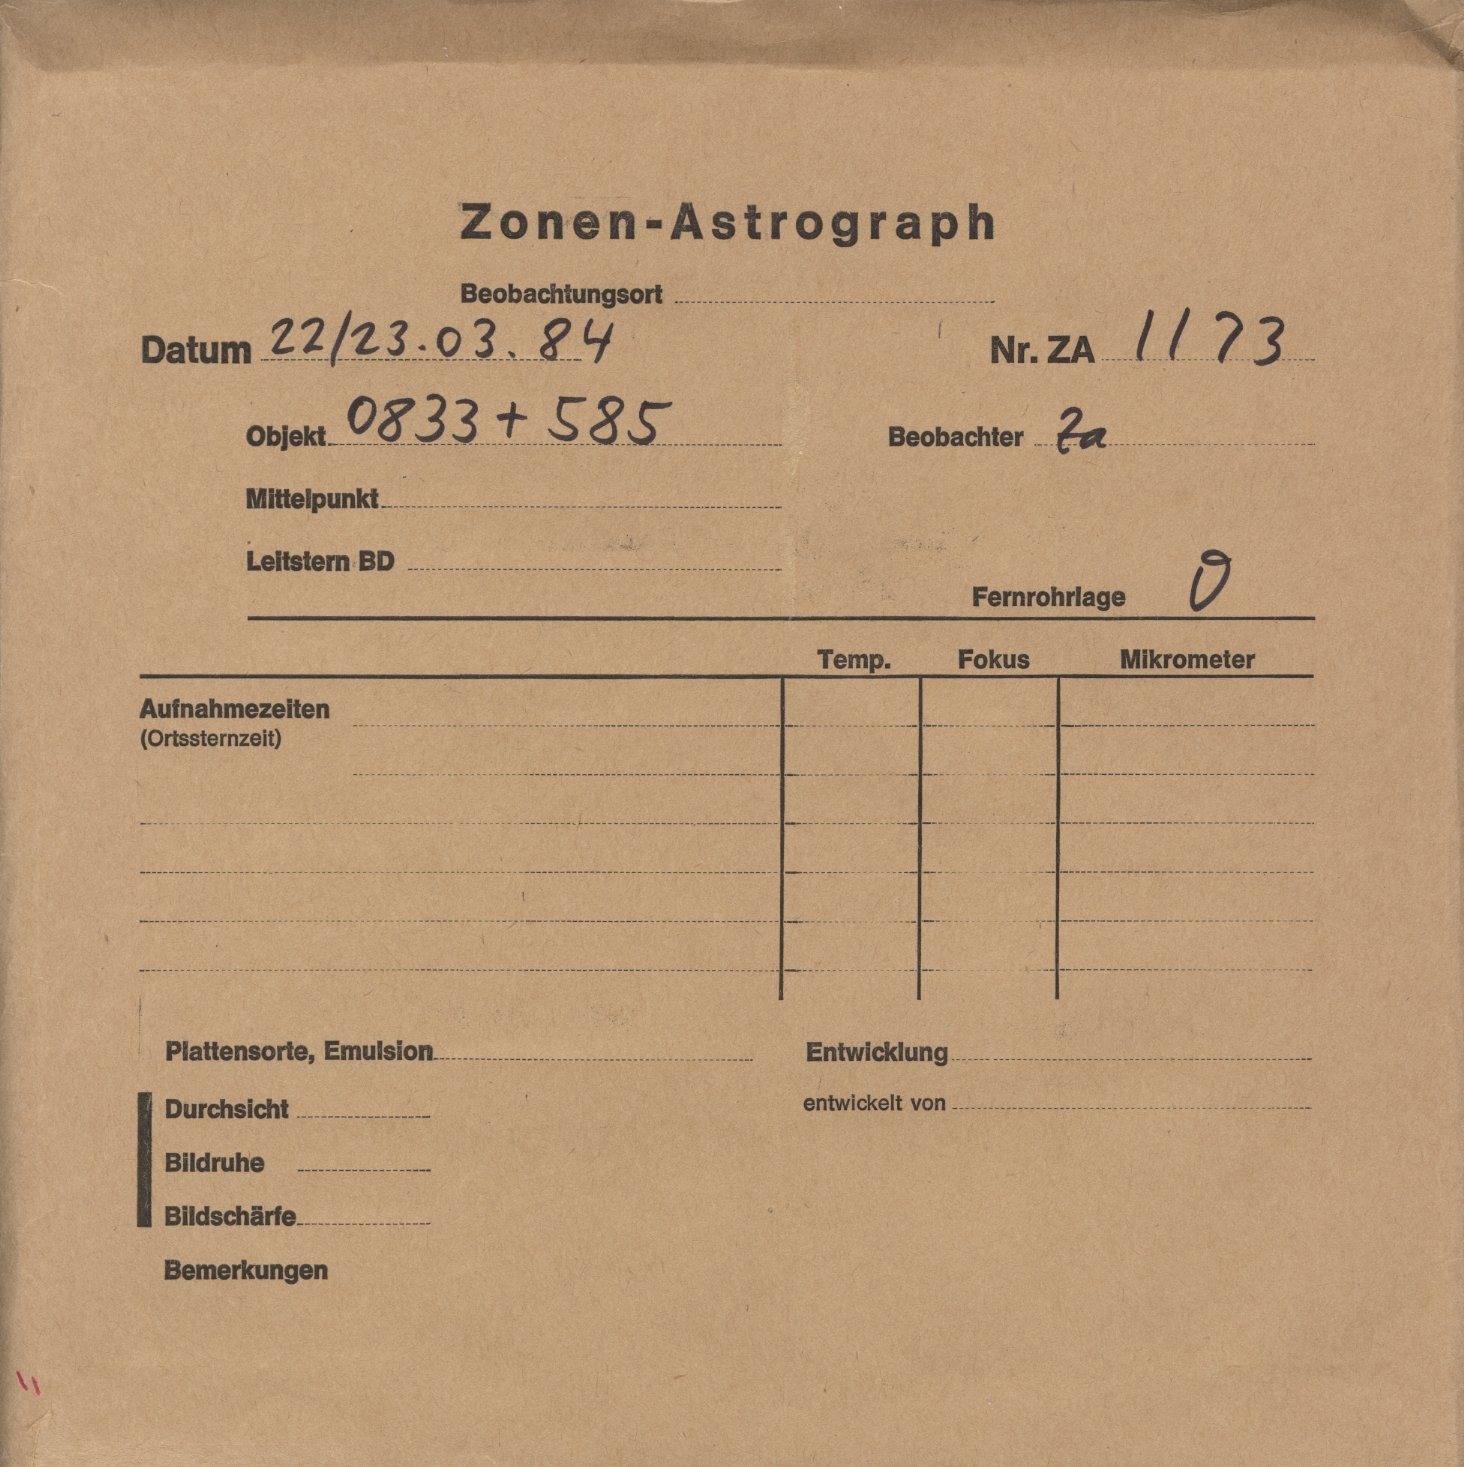 Zonen-Astrograph
Beobachtungsort
Datum 22/23.03.84 Nr. ZA 1173
Objekt 0833+585 Beobachter Za
Mittelpunkt
Leitstern BD
Fernrohrlage O
Temp. Fokus Mikrometer
Aufnahmezeiten
(Ortssternzeit)
Plattensorte, Emulsion Entwicklung
Durchsicht entwickelt von
Bildruhe
Bildschärfe
Bemerkungen